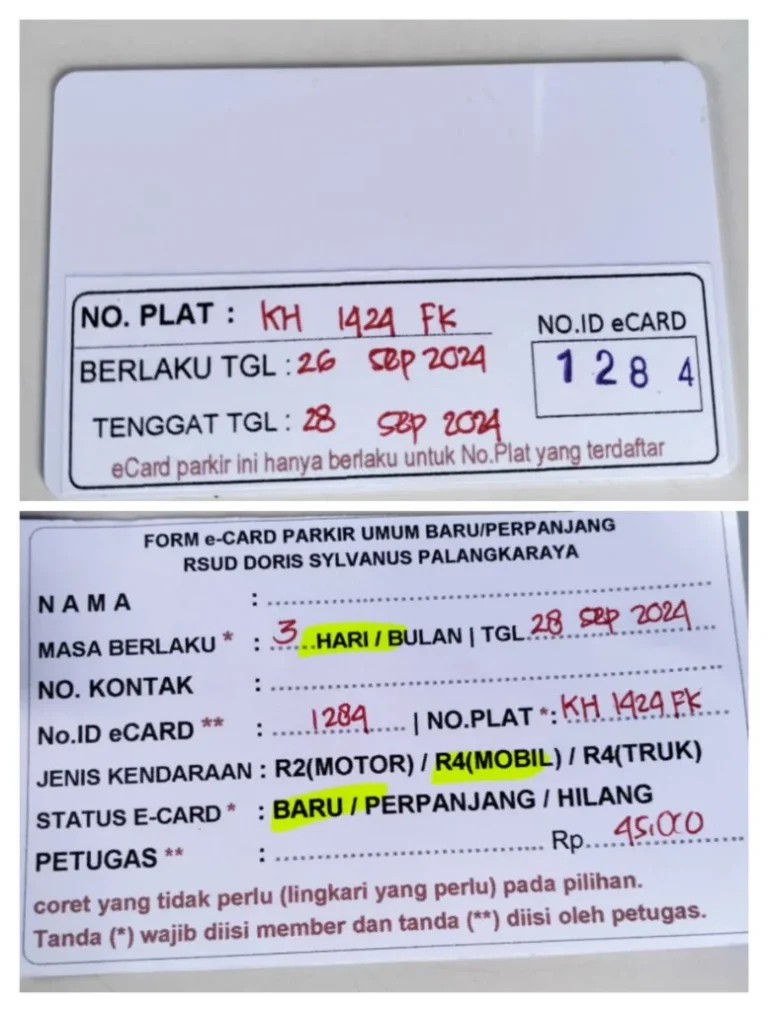 NO. PLAT : KH 1424 FK
NO.ID eCARD
BERLAKU TGL : 26 SEP 2024
1 2 8 4
TENGGAT TGL : 28 SEP 2024
eCard parkir ini hanya berlaku untuk No.Plat yang terdaftar
FORM e-CARD PARKIR UMUM BARU/PERPANJANG
RSUD DORIS SYLVANUS PALANGKARAYA
N A M A : ..............................
MASA BERLAKU * : 3 ...HARI / BULAN | TGL. 28 SEP 2024
NO. KONTAK : ..............................
No.ID eCARD ** : ....1284.... | NO.PLAT *: KH 1424 FK
JENIS KENDARAAN : R2(MOTOR) / R4(MOBIL) / R4(TRUK)
STATUS E-CARD * : BARU / PERPANJANG / HILANG
PETUGAS ** : .............................. Rp. 45.000
coret yang tidak perlu (lingkari yang perlu) pada pilihan.
Tanda (*) wajib diisi member dan tanda (**) diisi oleh petugas.